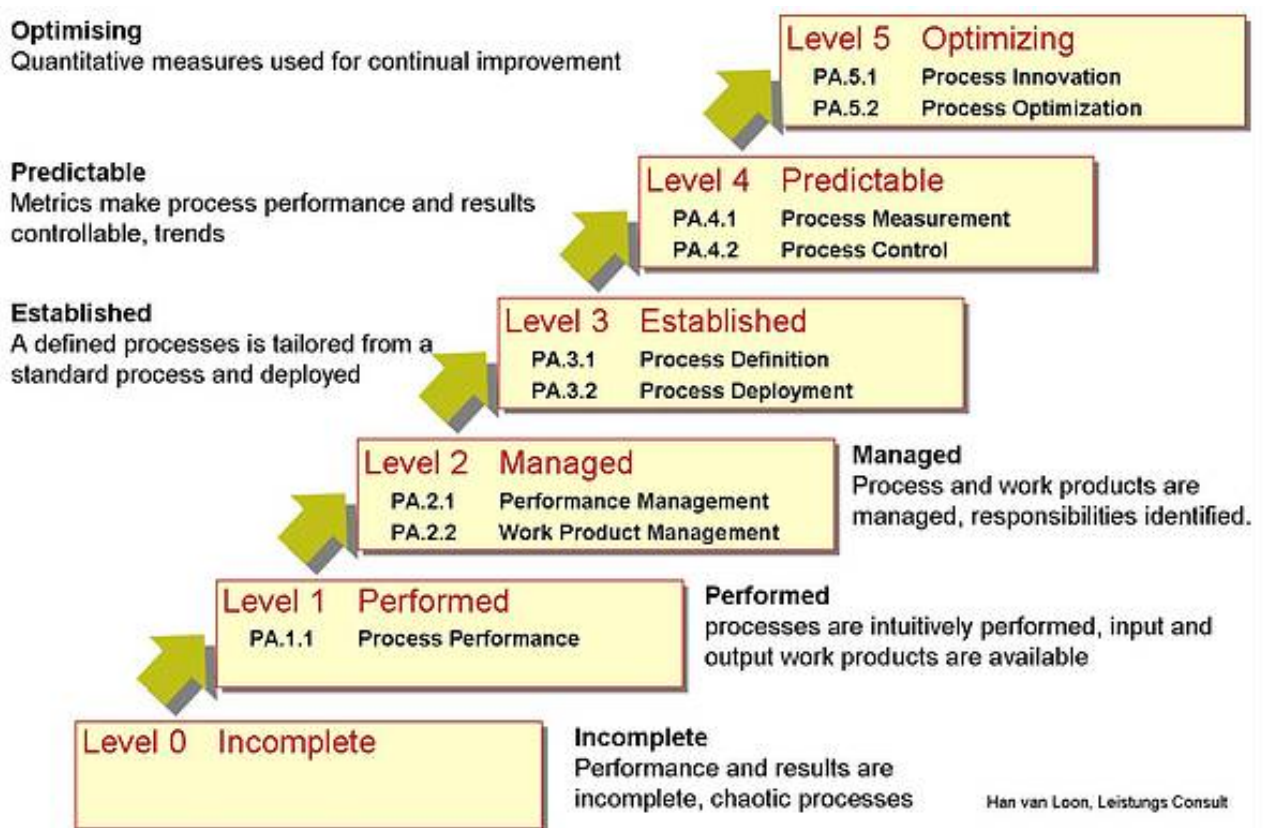 Optimising
Quantitative measures used for continual improvement
Level 5 Optimizing
PA.5.1 Process Innovation
PA.5.2 Process Optimization
Predictable
Metrics make process performance and results
controllable, trends
Level 4 Predictable
PA.4.1 Process Measurement
PA.4.2 Process Control
Established
A defined processes is tailored from a
standard process and deployed
Level 3 Established
PA.3.1 Process Definition
PA.3.2 Process Deployment
Level 2 Managed
PA.2.1 Performance Management
PA.2.2 Work Product Management
Managed
Process and work products are
managed, responsibilities identified.
Level 1 Performed
PA.1.1 Process Performance
Performed
processes are intuitively performed, input and
output work products are available
Level 0 Incomplete
Incomplete
Performance and results are
incomplete, chaotic processes
Han van Loon, Leistungs Consult